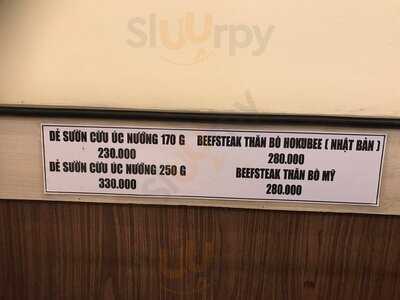 Sluurpy
DẺ SƯỜN CỪU ÚC NƯỚNG 170 G
230.000
DẺ SƯỜN CỪU ÚC NƯỚNG 250 G
330.000
BEEFSTEAK THĂN BÒ HOKUBEE ( NHẬT BẢN )
280.000
BEEFSTEAK THĂN BÒ MỸ
280.000